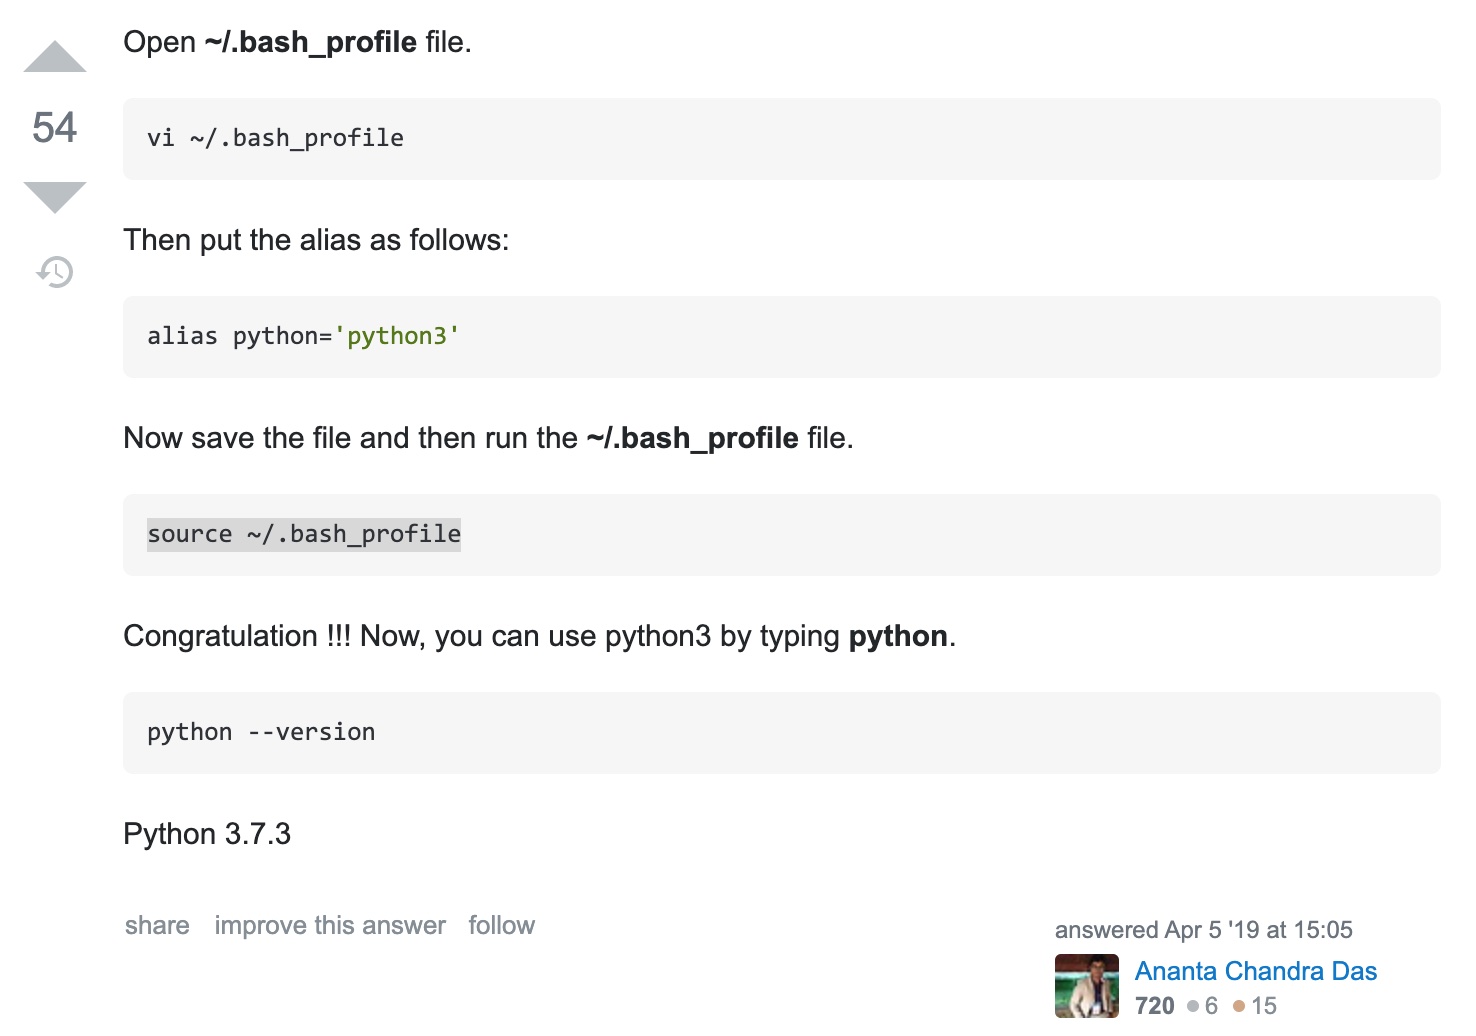 Open ~/.bash_profile file.
54
vi ~/.bash_profile
Then put the alias as follows:
alias python='python3'
Now save the file and then run the ~/.bash_profile file.
source ~/.bash_profile
Congratulation !!! Now, you can use python3 by typing python.
python --version
Python 3.7.3
share improve this answer follow
answered Apr 5 '19 at 15:05
Ananta Chandra Das
720 6 15